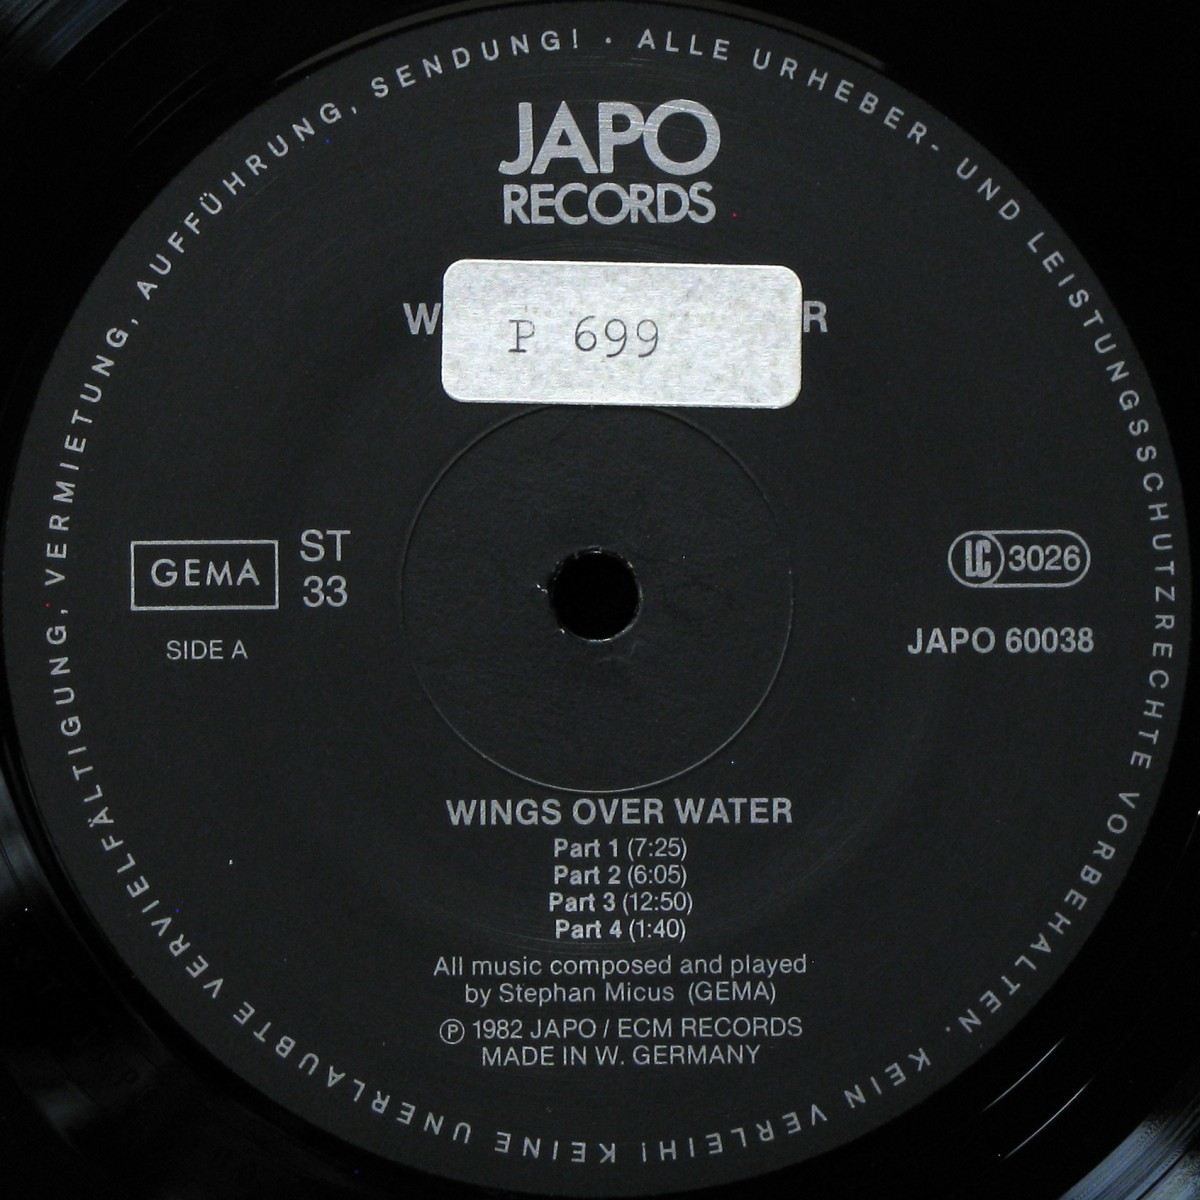 JAPO
RECORDS
W R
P 699
GEMA
ST
33
SIDE A
LC 3026
JAPO 60038
WINGS OVER WATER
Part 1 (7:25)
Part 2 (6:05)
Part 3 (12:50)
Part 4 (1:40)
All music composed and played
by Stephan Micus (GEMA)
Ⓟ 1982 JAPO / ECM RECORDS
MADE IN W. GERMANY
ALLE URHEBER- UND LEISTUNGSSCHUTZRECHTE VORBEHALTEN. KEIN VERLEIH! KEINE UNERLAUBTE VERVIELFÄLTIGUNG, VERMIETUNG, AUFFÜHRUNG, SENDUNG! ·